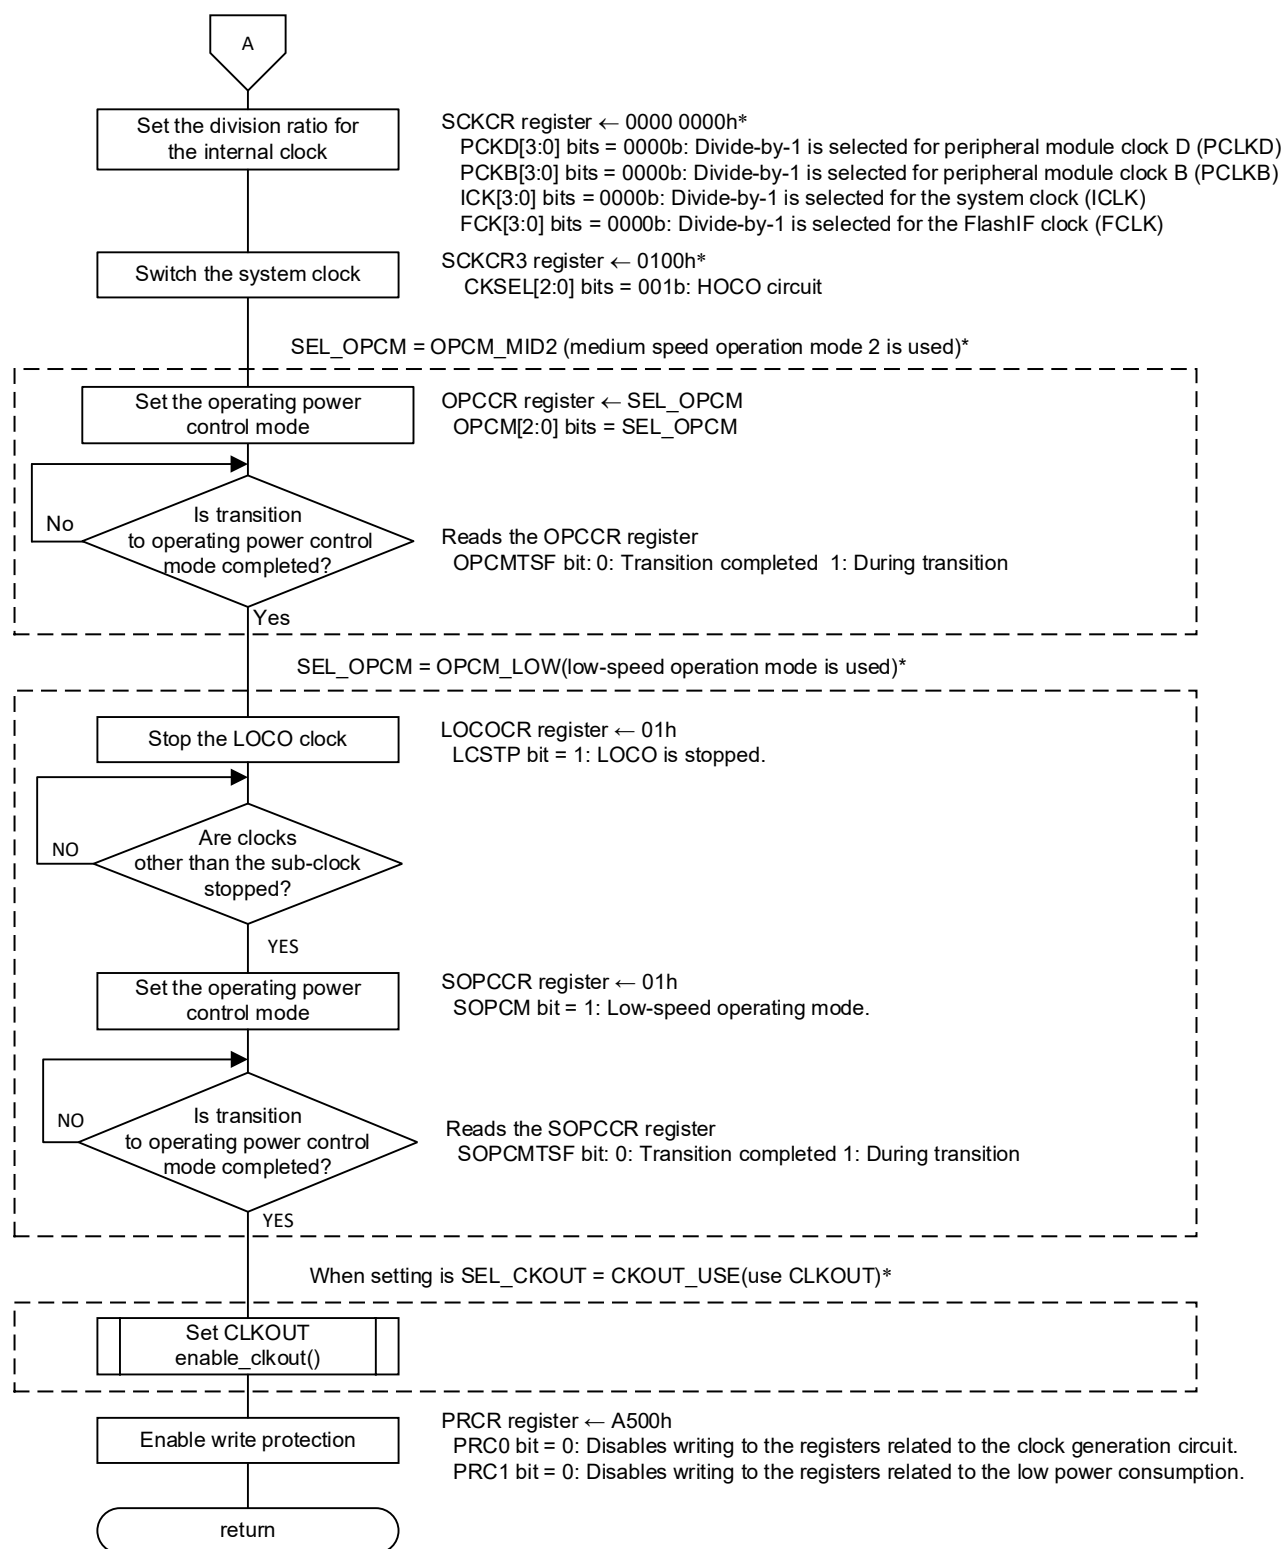 A
Set the division ratio for
the internal clock
SCKCR register ← 0000 0000h*
PCKD[3:0] bits = 0000b: Divide-by-1 is selected for peripheral module clock D (PCLKD)
PCKB[3:0] bits = 0000b: Divide-by-1 is selected for peripheral module clock B (PCLKB)
ICK[3:0] bits = 0000b: Divide-by-1 is selected for the system clock (ICLK)
FCK[3:0] bits = 0000b: Divide-by-1 is selected for the FlashIF clock (FCLK)
Switch the system clock
SCKCR3 register ← 0100h*
CKSEL[2:0] bits = 001b: HOCO circuit
SEL_OPCM = OPCM_MID2 (medium speed operation mode 2 is used)*
Set the operating power
control mode
OPCCR register ← SEL_OPCM
OPCM[2:0] bits = SEL_OPCM
No
Is transition
to operating power control
mode completed?
Reads the OPCCR register
OPCMTSF bit: 0: Transition completed 1: During transition
Yes
SEL_OPCM = OPCM_LOW(low-speed operation mode is used)*
Stop the LOCO clock
LOCOCR register ← 01h
LCSTP bit = 1: LOCO is stopped.
NO
Are clocks
other than the sub-clock
stopped?
YES
Set the operating power
control mode
SOPCCR register ← 01h
SOPCM bit = 1: Low-speed operating mode.
NO
Is transition
to operating power control
mode completed?
Reads the SOPCCR register
SOPCMTSF bit: 0: Transition completed 1: During transition
YES
When setting is SEL_CKOUT = CKOUT_USE(use CLKOUT)*
Set CLKOUT
enable_clkout()
Enable write protection
PRCR register ← A500h
PRC0 bit = 0: Disables writing to the registers related to the clock generation circuit.
PRC1 bit = 0: Disables writing to the registers related to the low power consumption.
return